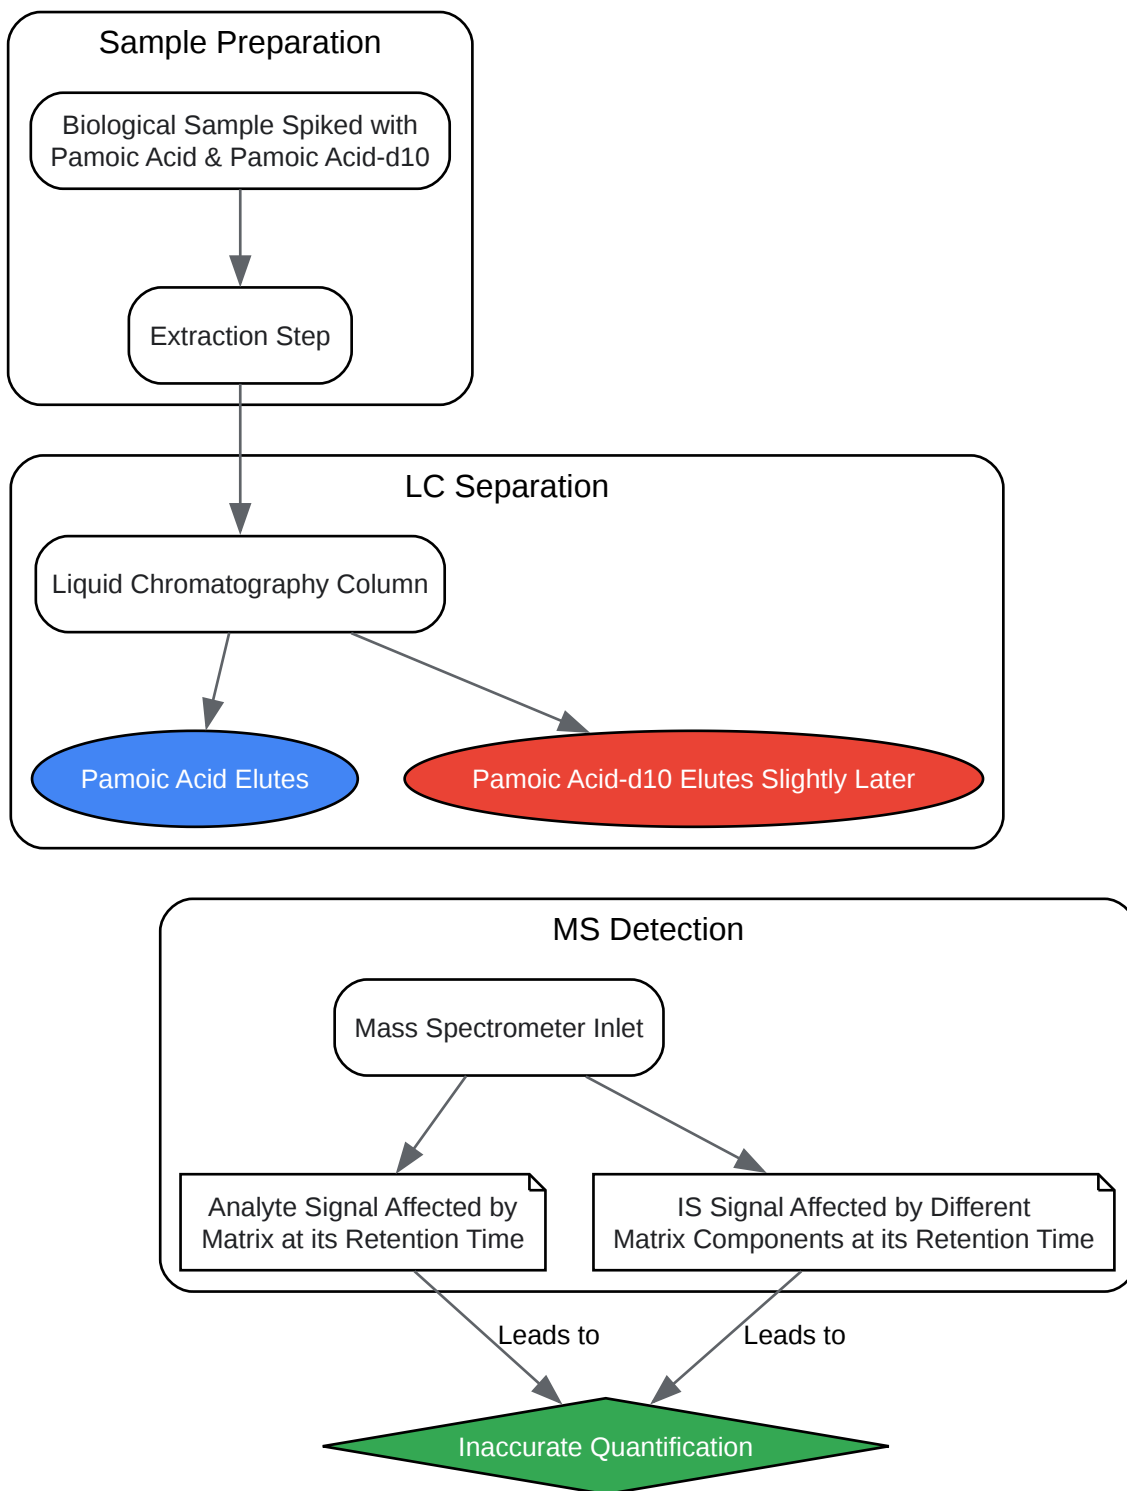 Sample Preparation
Biological Sample Spiked with
Pamoic Acid & Pamoic Acid-d10
Extraction Step
LC Separation
Liquid Chromatography Column
Pamoic Acid Elutes
Pamoic Acid-d10 Elutes Slightly Later
MS Detection
Mass Spectrometer Inlet
Analyte Signal Affected by
Matrix at its Retention Time
IS Signal Affected by Different
Matrix Components at its Retention Time
Leads to
Leads to
Inaccurate Quantification